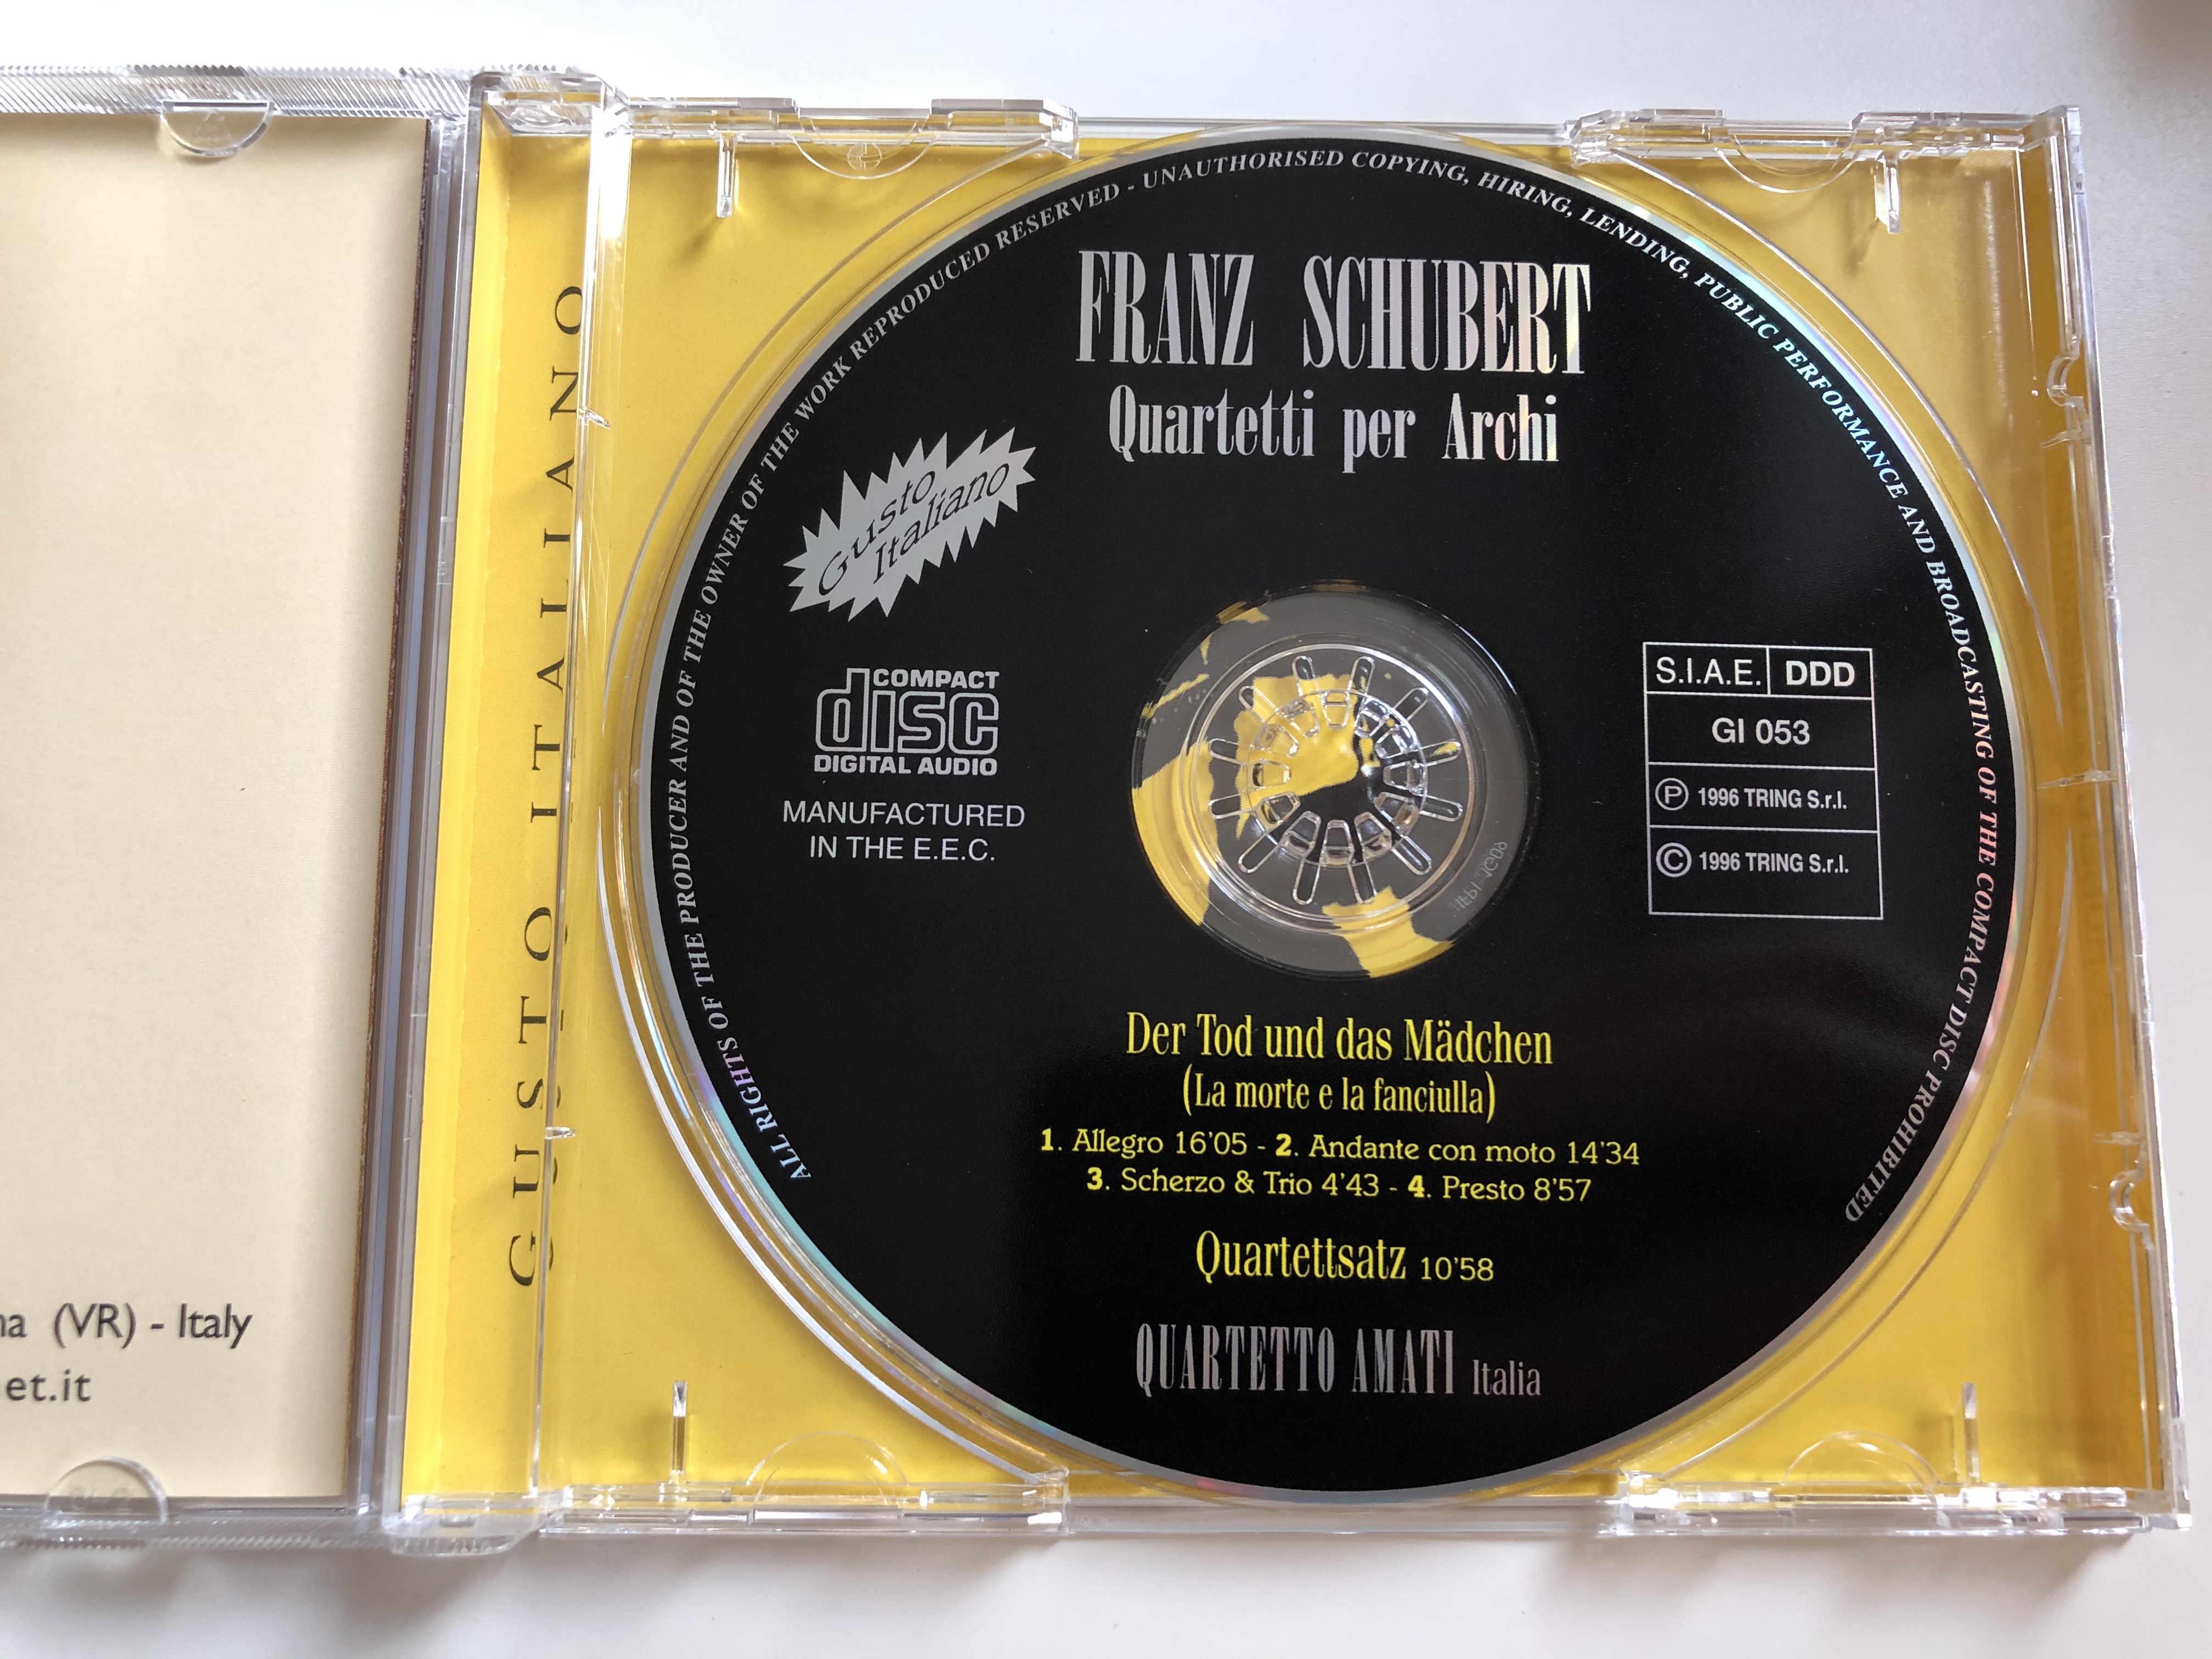 (VR) - Italy
et.it
GUSTO ITALIANO
ALL RIGHTS OF THE PRODUCER AND OF THE OWNER OF THE WORK REPRODUCED RESERVED - UNAUTHORISED COPYING, HIRING, LENDING, PUBLIC PERFORMANCE AND BROADCASTING OF THE COMPACT DISC PROHIBITED
FRANZ SCHUBERT
Quartetti per Archi
Gusto
Italiano
COMPACT
disc
DIGITAL AUDIO
MANUFACTURED
IN THE E.E.C.
S.I.A.E. DDD
GI 053
Ⓟ 1996 TRING S.r.l.
© 1996 TRING S.r.l.
Der Tod und das Mädchen
(La morte e la fanciulla)
1. Allegro 16'05 - 2. Andante con moto 14'34
3. Scherzo & Trio 4'43 - 4. Presto 8'57
Quartettsatz 10'58
QUARTETTO AMATI Italia